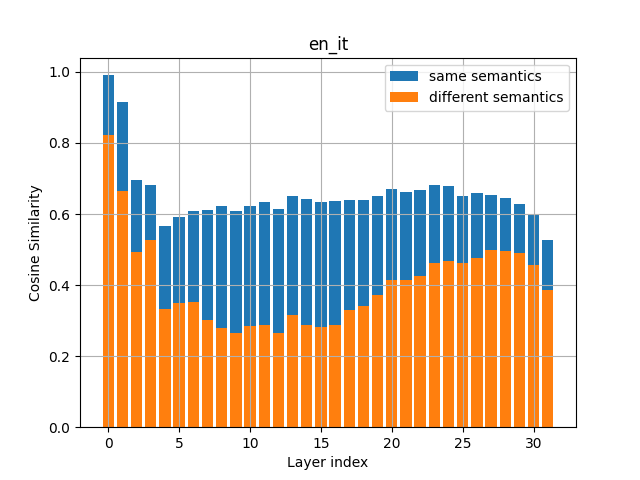 en_it
1.0
0.8
0.6
0.4
0.2
0.0
Cosine Similarity
same semantics
different semantics
0 5 10 15 20 25 30
Layer index